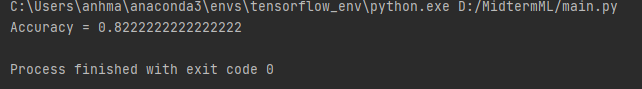 C:\Users\anhma\anaconda3\envs\tensorflow_env\python.exe D:/MidtermML/main.py
Accuracy = 0.8222222222222222
Process finished with exit code 0